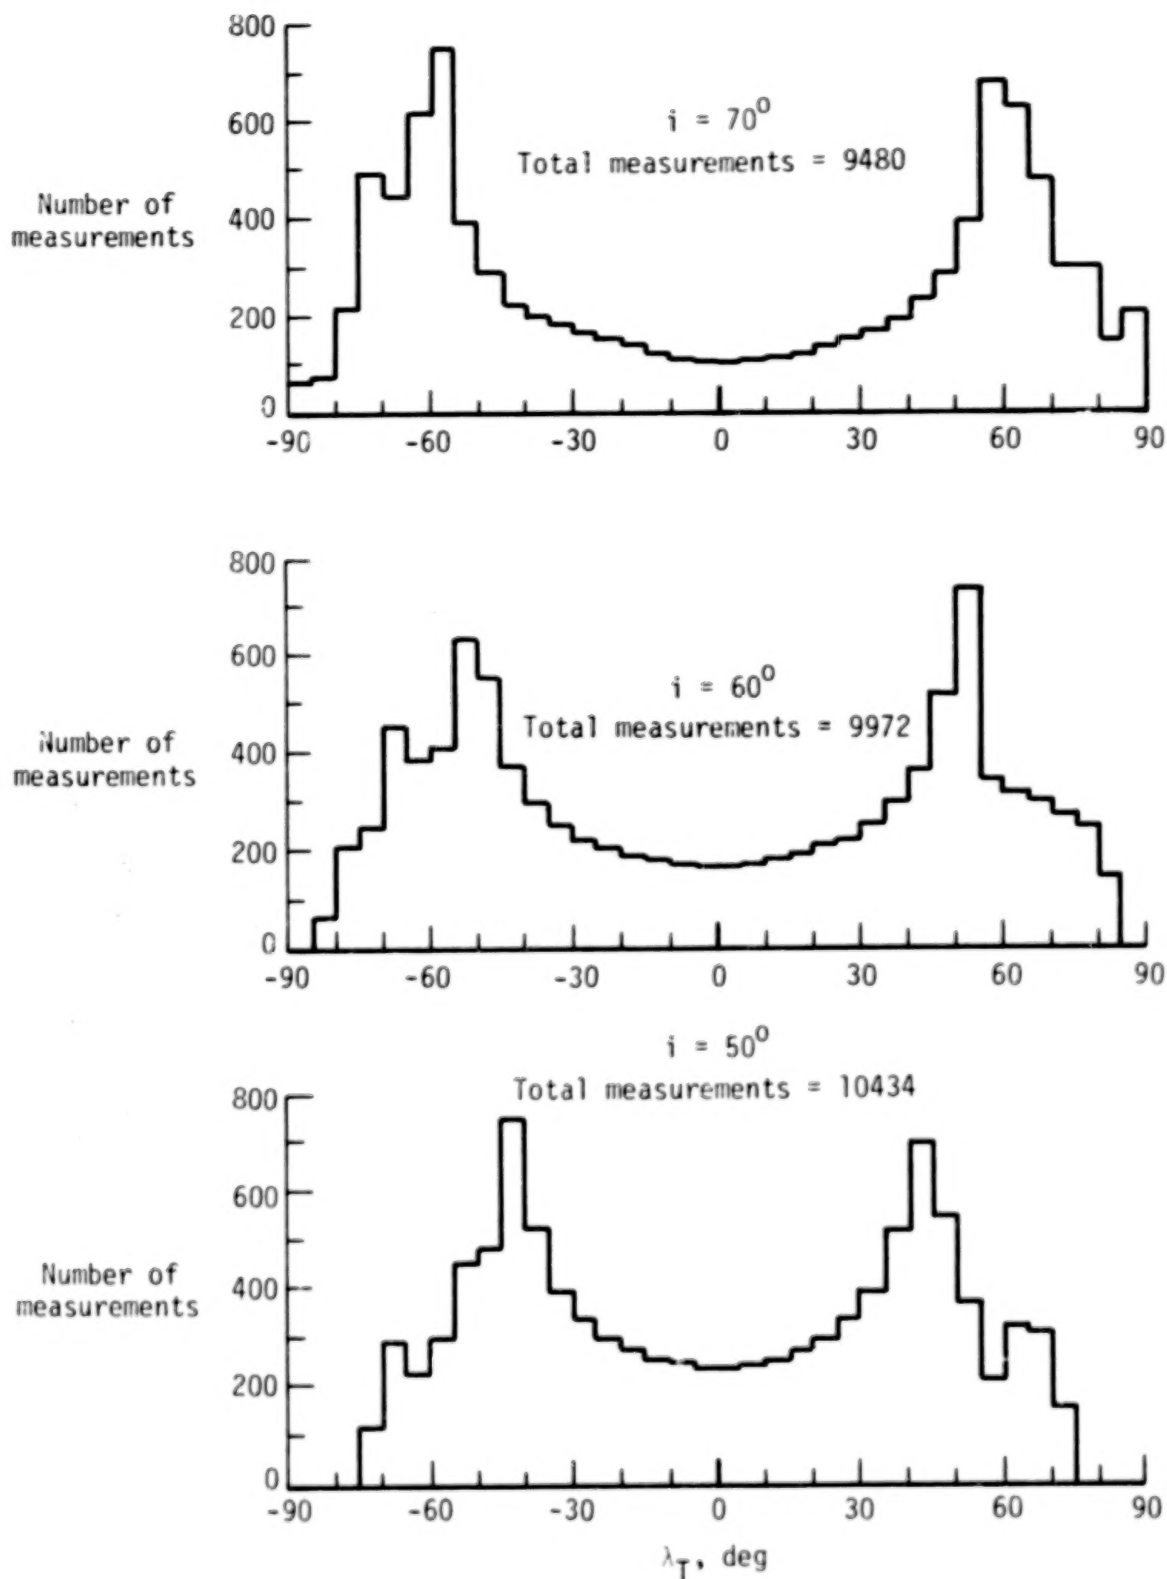 800
600
400
200
0
Number of
measurements
i = 70°
Total measurements = 9480
-90 -60 -30 0 30 60 90
800
600
400
200
0
Number of
measurements
i = 60°
Total measurements = 9972
-90 -60 -30 0 30 60 90
i = 50°
Total measurements = 10434
800
600
400
200
0
Number of
measurements
-90 -60 -30 0 30 60 90
λT, deg